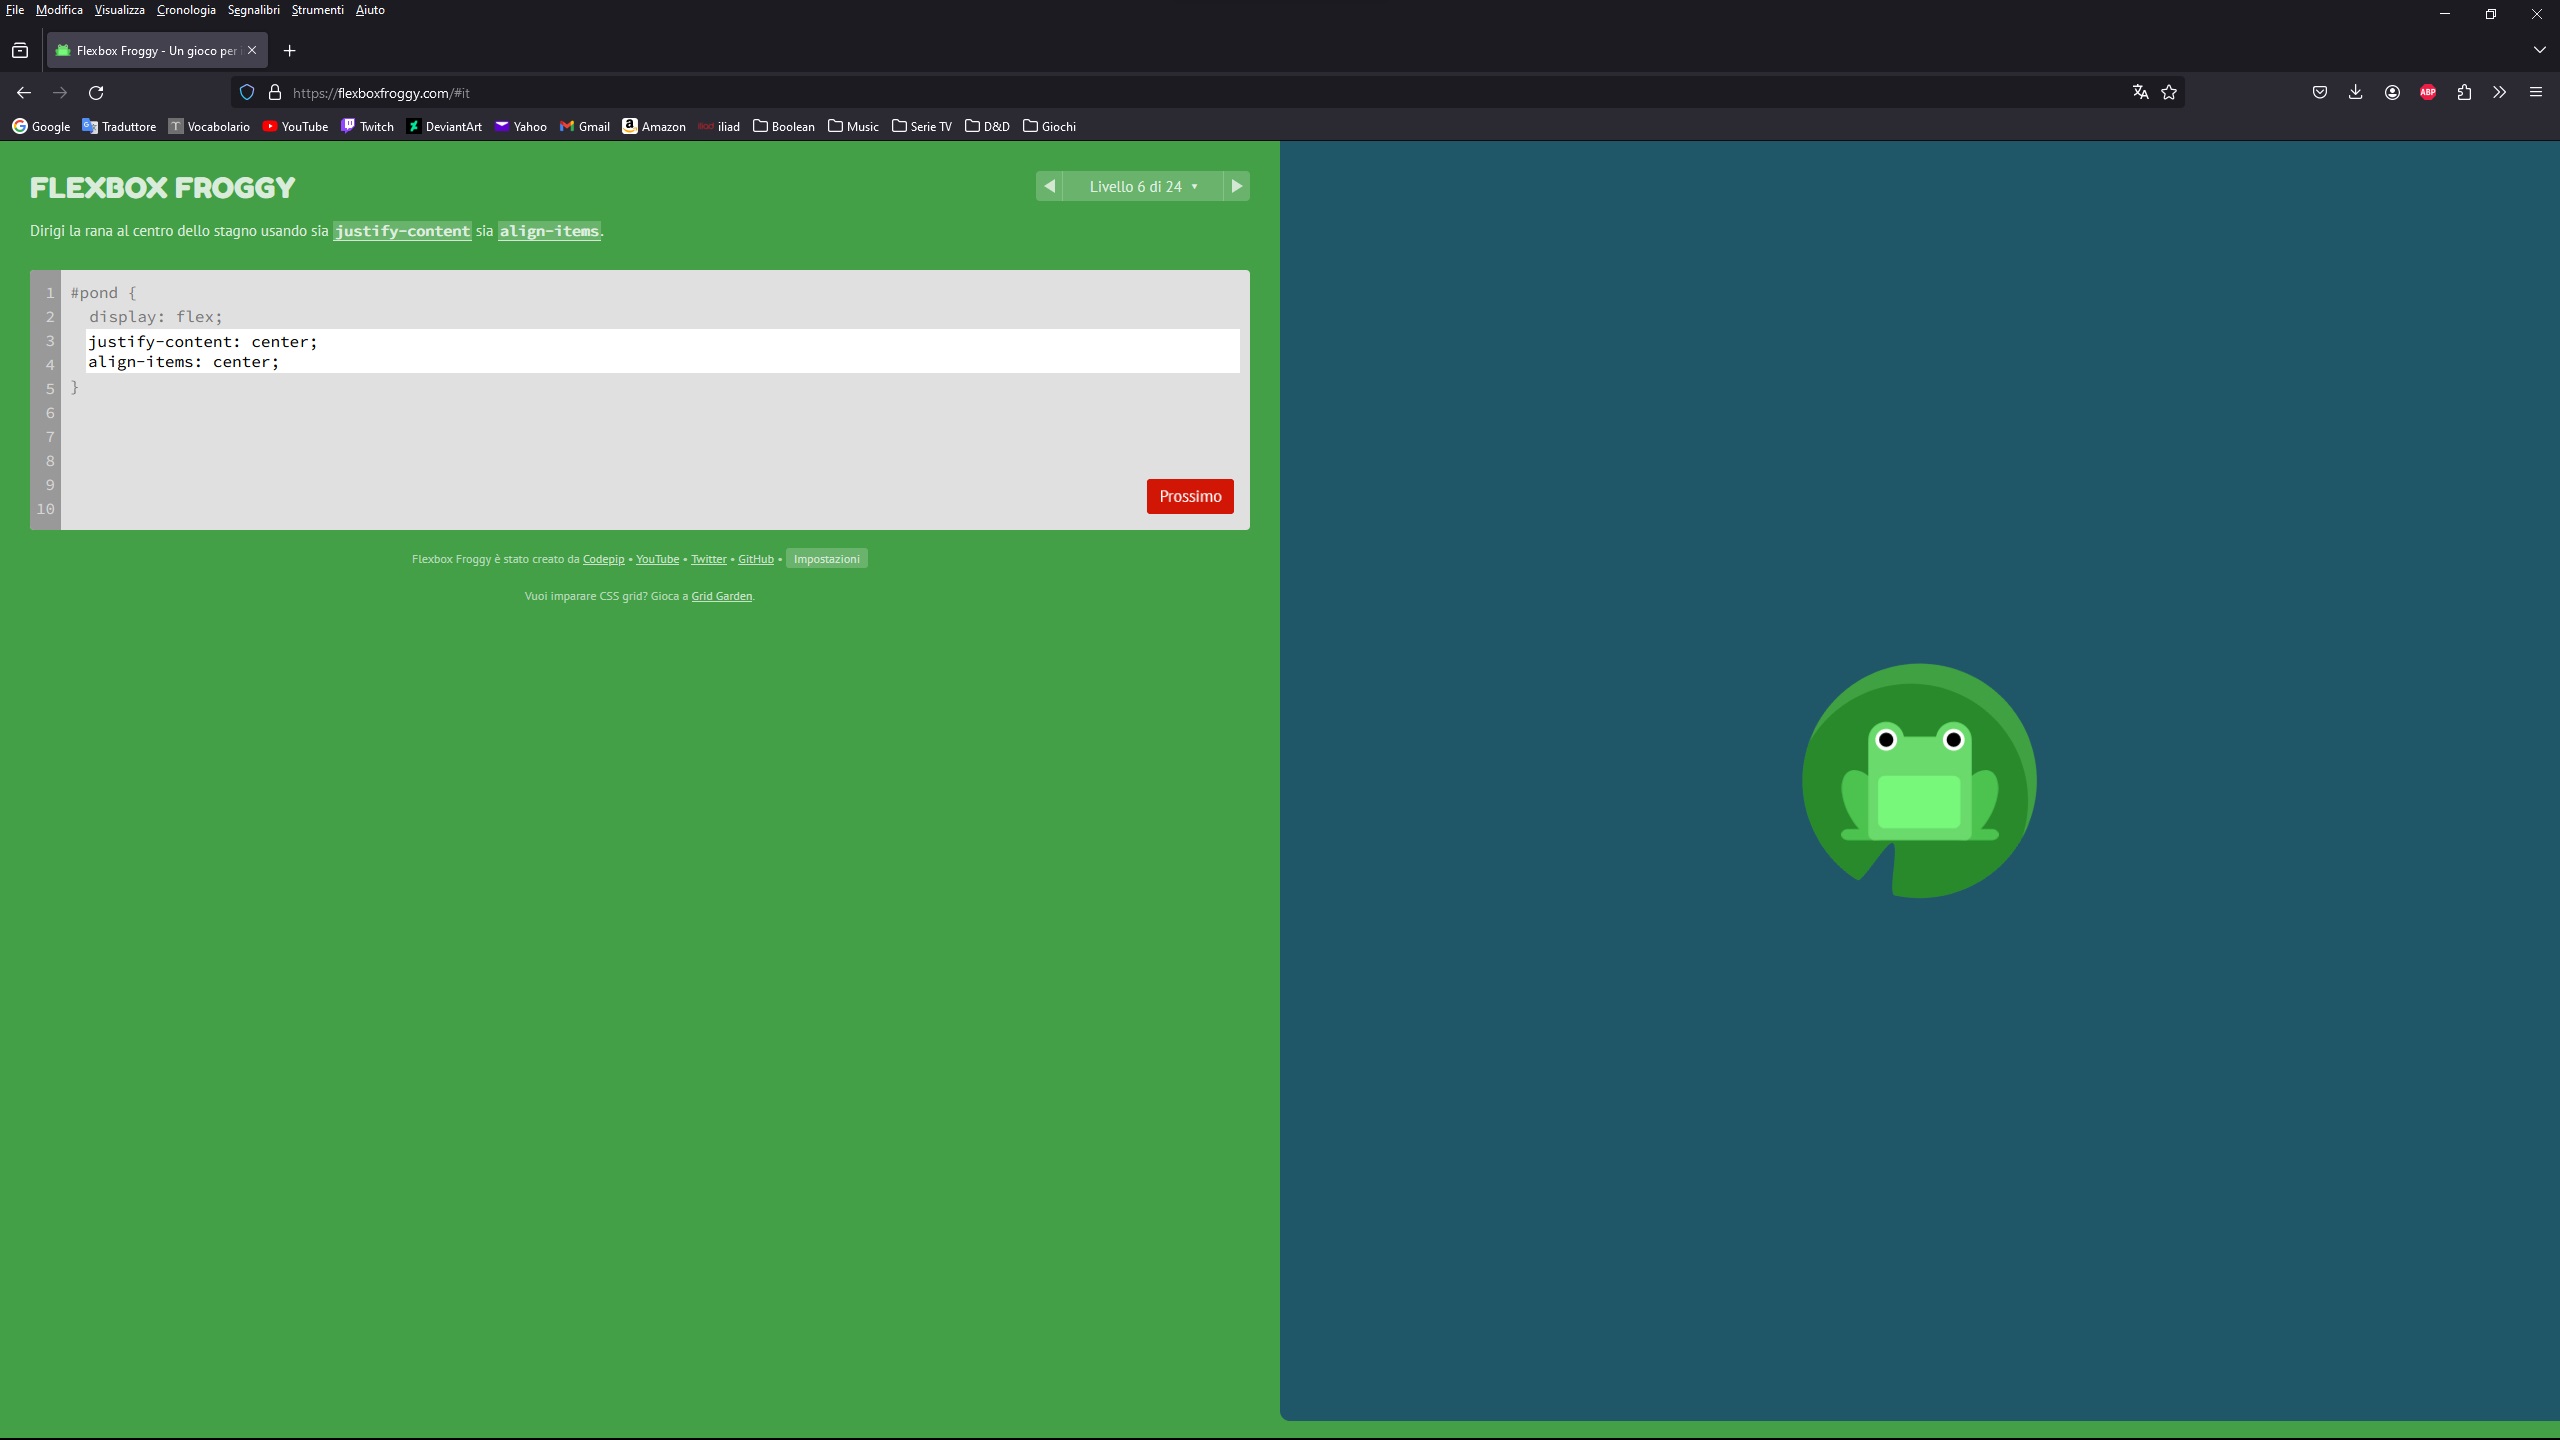 File Modifica Visualizza Cronologia Segnalibri Strumenti Aiuto
Flexbox Froggy - Un gioco per i
https://flexboxfroggy.com/#it
ABP
Google Traduttore T Vocabolario YouTube Twitch DeviantArt Yahoo Gmail Amazon iliad iliad Boolean Music Serie TV D&D Giochi
FLEXBOX FROGGY
Livello 6 di 24
Dirigi la rana al centro dello stagno usando sia justify-content sia align-items.
1 #pond {
2 display: flex;
3 justify-content: center;
4 align-items: center;
5 }
6
7
8
9
10
Prossimo
Flexbox Froggy è stato creato da Codepip • YouTube • Twitter • GitHub • Impostazioni
Vuoi imparare CSS grid? Gioca a Grid Garden.